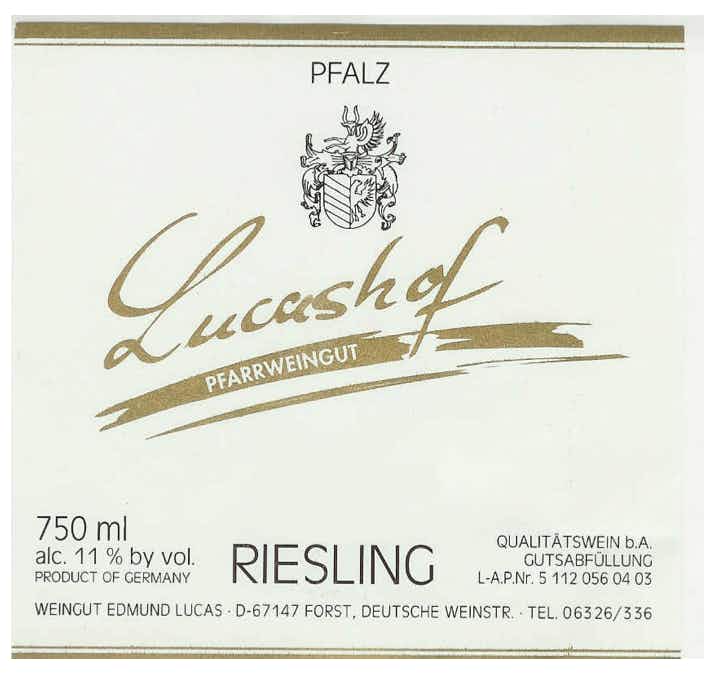 PFALZ
Lucashof
PFARRWEINGUT
750 ml
alc. 11 % by vol.
PRODUCT OF GERMANY
RIESLING
QUALITÄTSWEIN b.A.
GUTSABFÜLLUNG
L-A.P.Nr. 5 112 056 04 03
WEINGUT EDMUND LUCAS · D-67147 FORST, DEUTSCHE WEINSTR. · TEL. 06326/336